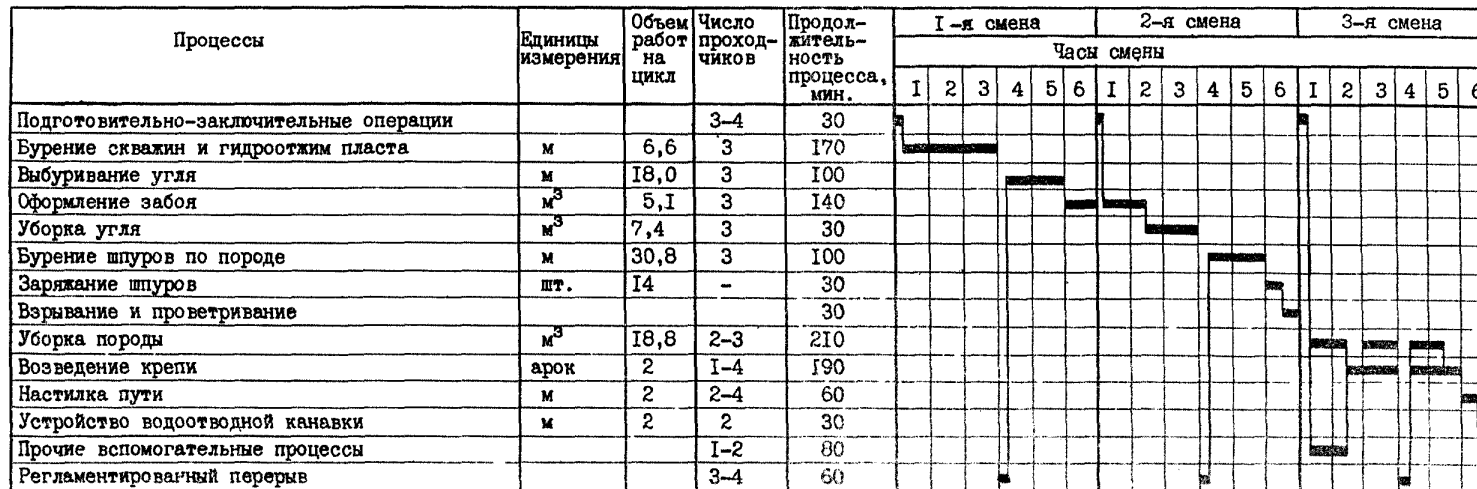 Процессы
Единицы измерения
Объем работ на цикл
Число проход-чиков
Продол-житель-ность процесса, мин.
I-я смена 2-я смена 3-я смена
Часы смены
I 2 3 4 5 6 I 2 3 4 5 6 I 2 3 4 5 6
Подготовительно-заключительные операции 3-4 30
Бурение скважин и гидроотжим пласта м 6,6 3 I70
Выбуривание угля м I8,0 3 I00
Оформление забоя м³ 5,I 3 I40
Уборка угля м³ 7,4 3 30
Бурение шпуров по породе м 30,8 3 I00
Заряжание шпуров шт. I4 - 30
Взрывание и проветривание 30
Уборка породы м³ I8,8 2-3 2I0
Возведение крепи арок 2 I-4 I90
Настилка пути м 2 2-4 60
Устройство водоотводной канавки м 2 2 30
Прочие вспомогательные процессы I-2 80
Регламентированный перерыв 3-4 60